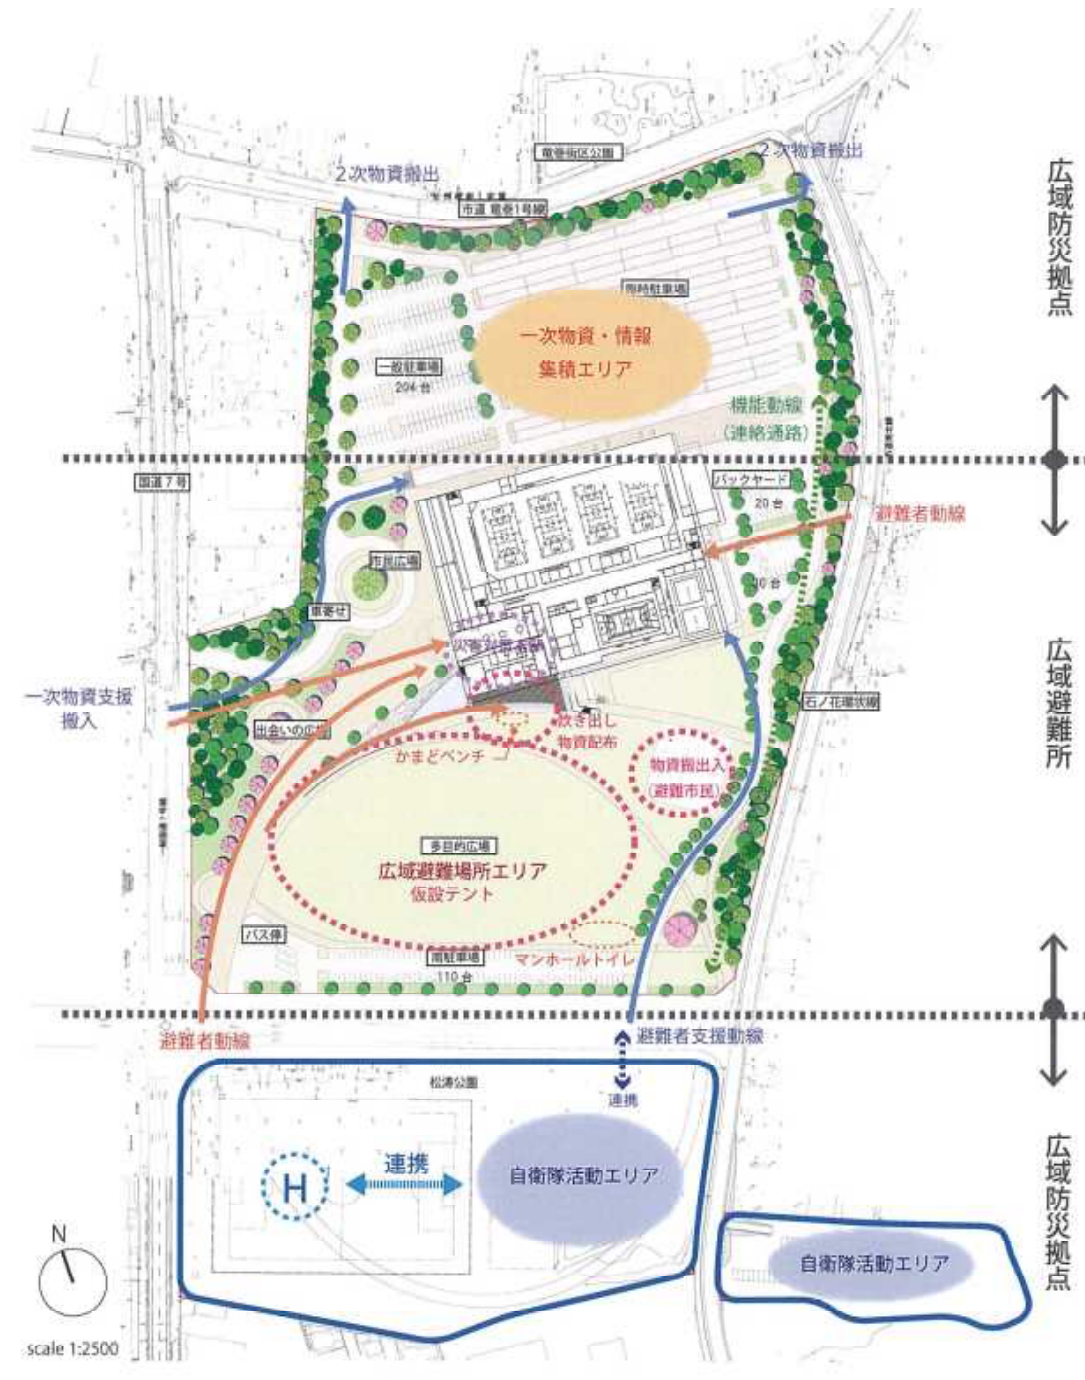 竜巻街区公園
2次物資搬出
2次物資搬出
市道 竜巻1号線
広域防災拠点
臨時駐車場
一次物資・情報
集積エリア
一般駐車場
204台
機能動線
(連絡通路)
国道7号
バックヤード
20台
避難者動線
市民広場
車寄せ
広域避難所
一次物資支援
搬入
石ノ花環状線
出会いの広場
炊き出し
物資配布
かまどベンチ
物資搬出入
(避難市民)
多目的広場
広域避難場所エリア
仮設テント
バス停
南駐車場
110台
マンホールトイレ
避難者動線
避難者支援動線
連携
松涛公園
連携
H
自衛隊活動エリア
自衛隊活動エリア
広域防災拠点
N
scale 1:2500